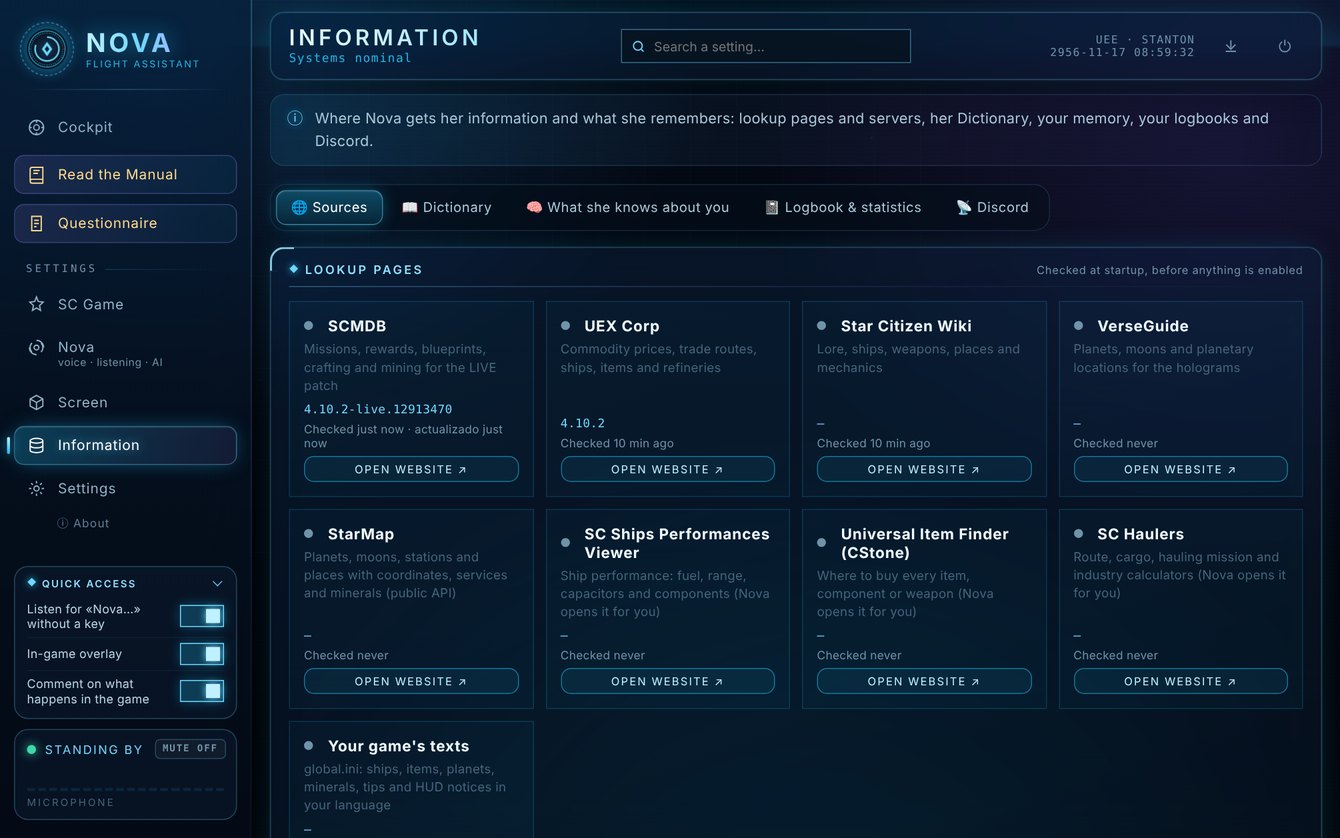 NOVA
FLIGHT ASSISTANT
Cockpit
Read the Manual
Questionnaire
SETTINGS
SC Game
Nova
voice · listening · AI
Screen
Information
Settings
ⓘ About
QUICK ACCESS
Listen for «Nova...»
without a key
In-game overlay
Comment on what
happens in the game
STANDING BY
MUTE OFF
MICROPHONE
INFORMATION
Systems nominal
Search a setting...
UEE · STANTON
2956-11-17 08:59:32
Where Nova gets her information and what she remembers: lookup pages and servers, her Dictionary, your memory, your logbooks and
Discord.
Sources
Dictionary
What she knows about you
Logbook & statistics
Discord
LOOKUP PAGES
Checked at startup, before anything is enabled
SCMDB
Missions, rewards, blueprints,
crafting and mining for the LIVE
patch
4.10.2-live.12913470
Checked just now · actualizado just
now
OPEN WEBSITE ↗
UEX Corp
Commodity prices, trade routes,
ships, items and refineries
4.10.2
Checked 10 min ago
OPEN WEBSITE ↗
Star Citizen Wiki
Lore, ships, weapons, places and
mechanics
—
Checked 10 min ago
OPEN WEBSITE ↗
VerseGuide
Planets, moons and planetary
locations for the holograms
—
Checked never
OPEN WEBSITE ↗
StarMap
Planets, moons, stations and
places with coordinates, services
and minerals (public API)
—
Checked never
OPEN WEBSITE ↗
SC Ships Performances
Viewer
Ship performance: fuel, range,
capacitors and components (Nova
opens it for you)
—
Checked never
OPEN WEBSITE ↗
Universal Item Finder
(CStone)
Where to buy every item,
component or weapon (Nova
opens it for you)
—
Checked never
OPEN WEBSITE ↗
SC Haulers
Route, cargo, hauling mission and
industry calculators (Nova opens it
for you)
—
Checked never
OPEN WEBSITE ↗
Your game's texts
global.ini: ships, items, planets,
minerals, tips and HUD notices in
your language
—